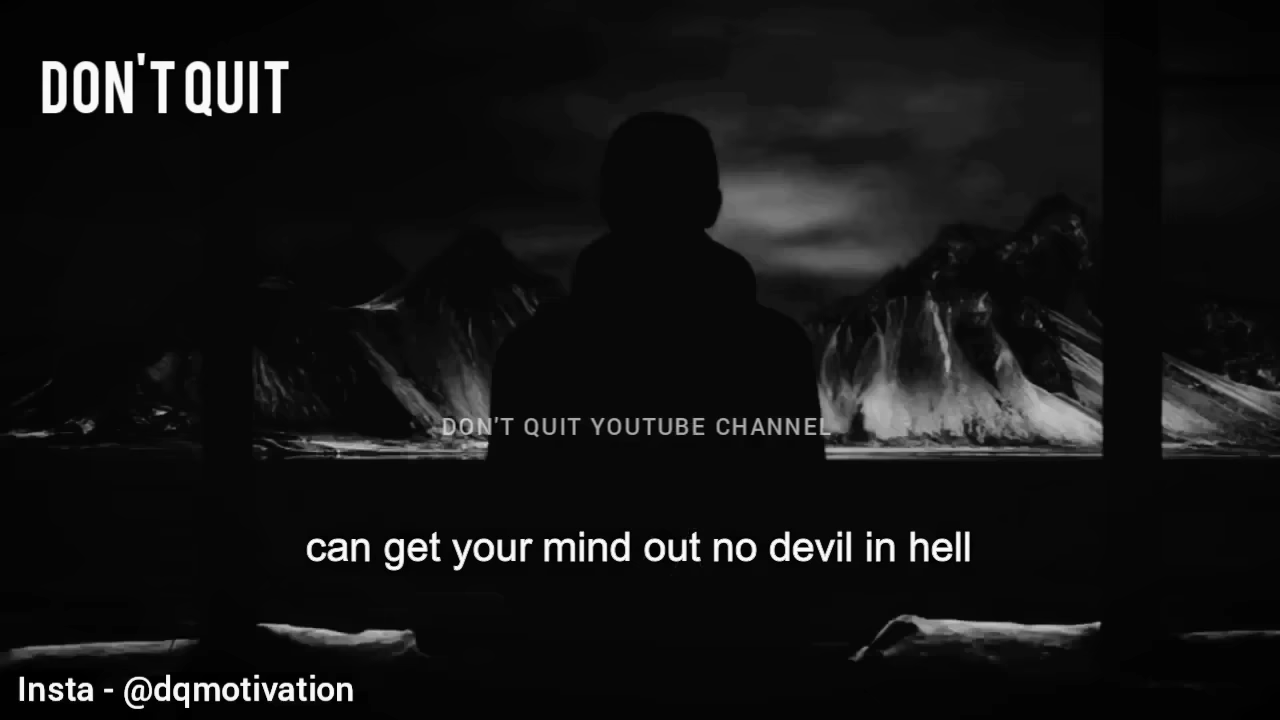 DON'T QUIT
DON'T QUIT YOUTUBE CHANNEL
can get your mind out no devil in hell
Insta - @dqmotivation